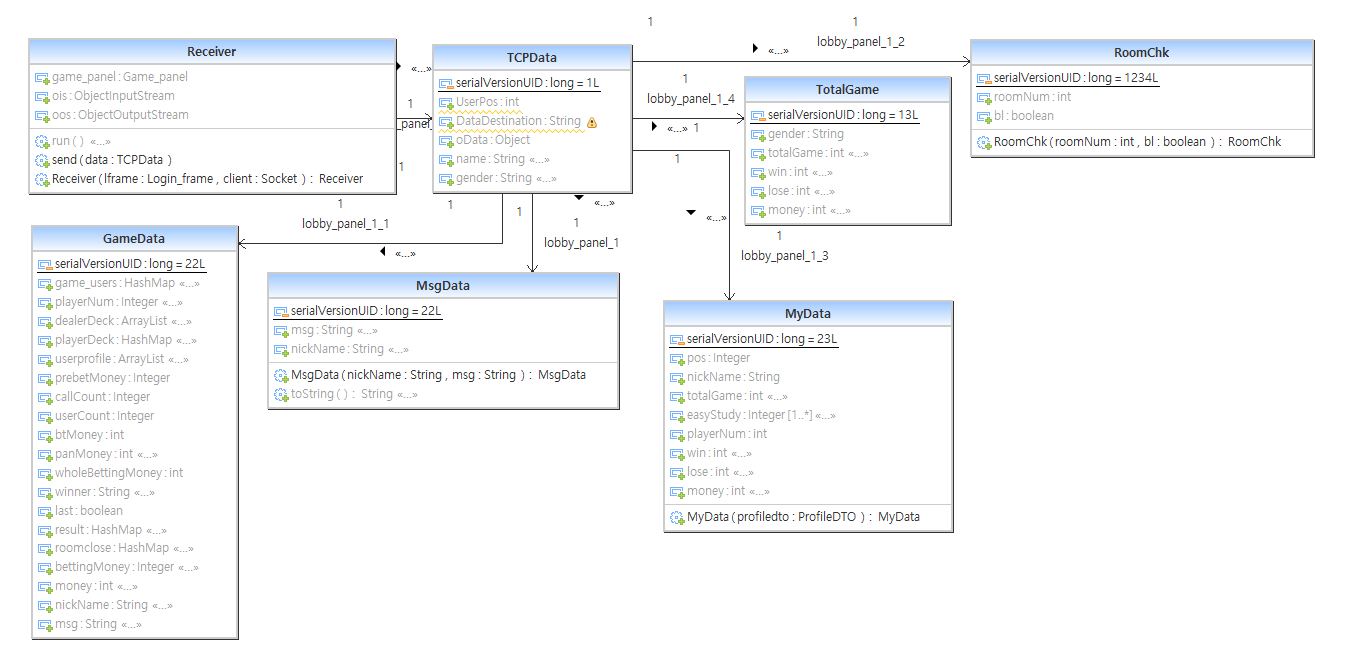 1
1
lobby_panel_1_2
«...»
Receiver
game_panel : Game_panel
ois : ObjectInputStream
oos : ObjectOutputStream
run ( ) «...»
send ( data : TCPData )
Receiver ( lframe : Login_frame , client : Socket ) : Receiver
«...»
1
_panel_
1
TCPData
serialVersionUID : long = 1L
UserPos : int
DataDestination : String
oData : Object
name : String «...»
gender : String «...»
1
lobby_panel_1_4
«...»
1
1
TotalGame
serialVersionUID : long = 13L
gender : String
totalGame : int «...»
win : int «...»
lose : int «...»
money : int «...»
RoomChk
serialVersionUID : long = 1234L
roomNum : int
bl : boolean
RoomChk ( roomNum : int , bl : boolean ) : RoomChk
1
lobby_panel_1_1
1
«...»
1
«...»
1
lobby_panel_1
«...»
1
lobby_panel_1_3
GameData
serialVersionUID : long = 22L
game_users : HashMap «...»
playerNum : Integer «...»
dealerDeck : ArrayList «...»
playerDeck : HashMap «...»
userprofile : ArrayList «...»
prebetMoney : Integer
callCount : Integer
userCount : Integer
btMoney : int
panMoney : int «...»
wholeBettingMoney : int
winner : String «...»
last : boolean
result : HashMap «...»
roomclose : HashMap «...»
bettingMoney : Integer «...»
money : int «...»
nickName : String «...»
msg : String «...»
MsgData
serialVersionUID : long = 22L
msg : String «...»
nickName : String «...»
MsgData ( nickName : String , msg : String ) : MsgData
toString ( ) : String «...»
MyData
serialVersionUID : long = 23L
pos : Integer
nickName : String
totalGame : int «...»
easyStudy : Integer [1..*] «...»
playerNum : int
win : int «...»
lose : int «...»
money : int «...»
MyData ( profiledto : ProfileDTO ) : MyData